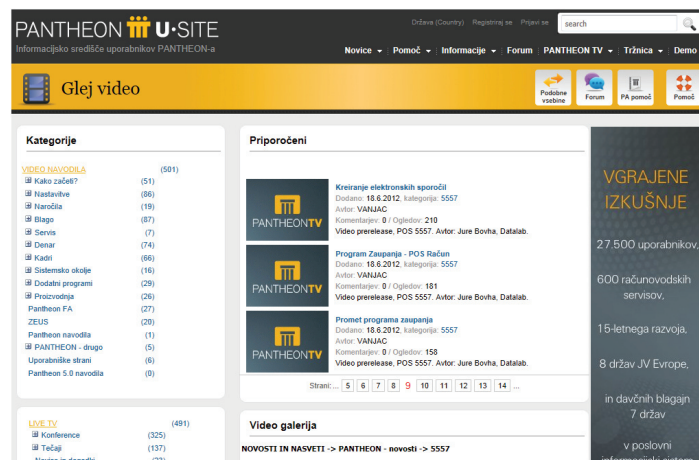 PANTHEON U·SITE
Informacijsko središče uporabnikov PANTHEON-a
Država (Country) Registriraj se Prijavi se search
Novice Pomoč Informacije Forum PANTHEON TV Tržnica Demo
Glej video
Podobne vsebine
Forum
PA pomoč
Pomoč
Kategorije
VIDEO NAVODILA (501)
Kako začeti? (51)
Nastavitve (86)
Naročila (19)
Blago (87)
Servis (7)
Denar (74)
Kadri (66)
Sistemsko okolje (16)
Dodatni programi (29)
Proizvodnja (26)
Pantheon FA (27)
ZEUS (20)
Pantheon navodila (1)
PANTHEON - drugo (5)
Uporabniške strani (6)
Pantheon 5.0 navodila (0)
LIVE TV (491)
Konference (325)
Tečaji (137)
Priporočeni
PANTHEONTV
Kreiranje elektronskih sporočil
Dodano: 18.6.2012, kategorija: 5557
Avtor: VANJAC
Komentarjev: 0 / Ogledov: 210
Video prerelease, POS 5557. Avtor: Jure Bovha, Datalab.
PANTHEONTV
Program Zaupanja - POS Račun
Dodano: 18.6.2012, kategorija: 5557
Avtor: VANJAC
Komentarjev: 0 / Ogledov: 181
Video prerelease, POS 5557. Avtor: Jure Bovha, Datalab.
PANTHEONTV
Promet programa zaupanja
Dodano: 18.6.2012, kategorija: 5557
Avtor: VANJAC
Komentarjev: 0 / Ogledov: 158
Video prerelease, POS 5557. Avtor: Jure Bovha, Datalab.
Strani: ... 5 6 7 8 9 10 11 12 13 14 ...
Video galerija
NOVOSTI IN NASVETI -> PANTHEON - novosti -> 5557
VGRAJENE
IZKUŠNJE
27.500 uporabnikov,
600 računovodskih
servisov,
15-letnega razvoja,
8 držav JV Evrope,
in davčnih blagajn
7 držav
v poslovni
informacijski sistem